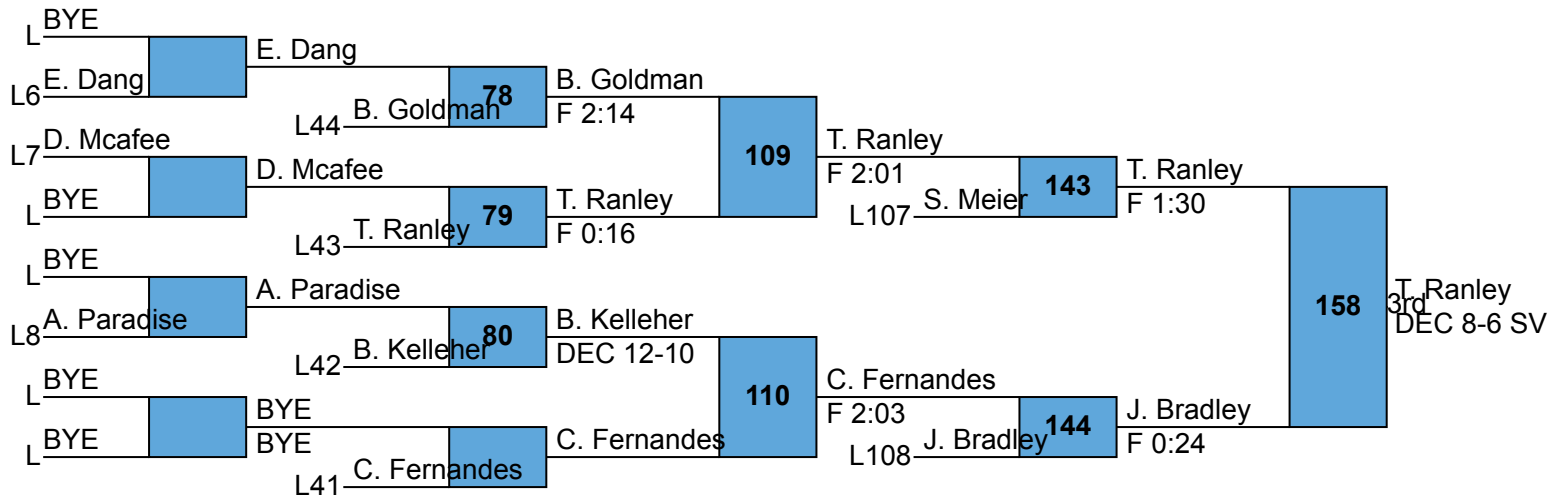 BYE
L
E. Dang
L6
E. Dang
D. Mcafee
L7
BYE
L
D. Mcafee
BYE
L
A. Paradise
L8
A. Paradise
BYE
L
BYE
L
BYE
BYE
B. Goldman
L44
78
B. Goldman
F 2:14
T. Ranley
L43
79
T. Ranley
F 0:16
B. Kelleher
L42
80
B. Kelleher
DEC 12-10
C. Fernandes
L41
C. Fernandes
109
T. Ranley
F 2:01
110
C. Fernandes
F 2:03
S. Meier
L107
143
T. Ranley
F 1:30
J. Bradley
L108
144
J. Bradley
F 0:24
158
3rd
T. Ranley
DEC 8-6 SV